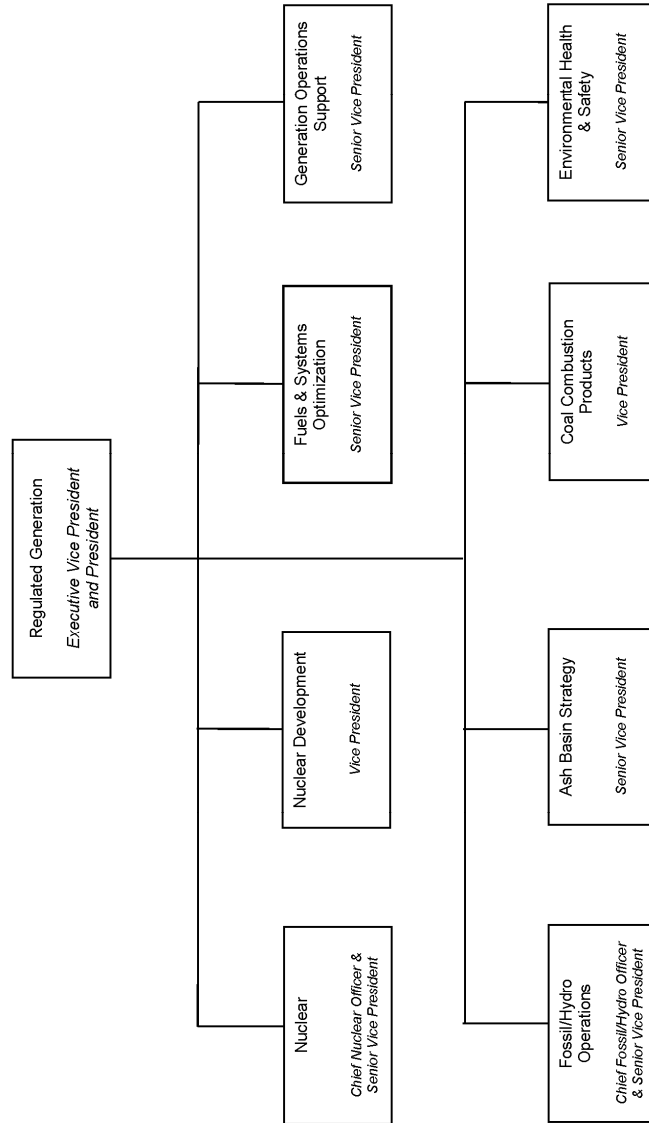 Regulated Generation
Executive Vice President
and President
Nuclear
Chief Nuclear Officer &
Senior Vice President
Nuclear Development
Vice President
Fuels & Systems
Optimization
Senior Vice President
Generation Operations
Support
Senior Vice President
Fossil/Hydro
Operations
Chief Fossil/Hydro Officer
& Senior Vice President
Ash Basin Strategy
Senior Vice President
Coal Combustion
Products
Vice President
Environmental Health
& Safety
Senior Vice President